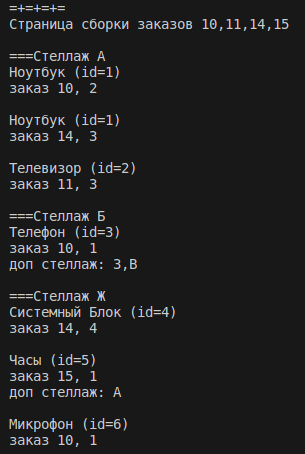 =+=+=+=
Страница сборки заказов 10,11,14,15
===Стеллаж А
Ноутбук (id=1)
заказ 10, 2
Ноутбук (id=1)
заказ 14, 3
Телевизор (id=2)
заказ 11, 3
===Стеллаж Б
Телефон (id=3)
заказ 10, 1
доп стеллаж: З,В
===Стеллаж Ж
Системный Блок (id=4)
заказ 14, 4
Часы (id=5)
заказ 15, 1
доп стеллаж: А
Микрофон (id=6)
заказ 10, 1